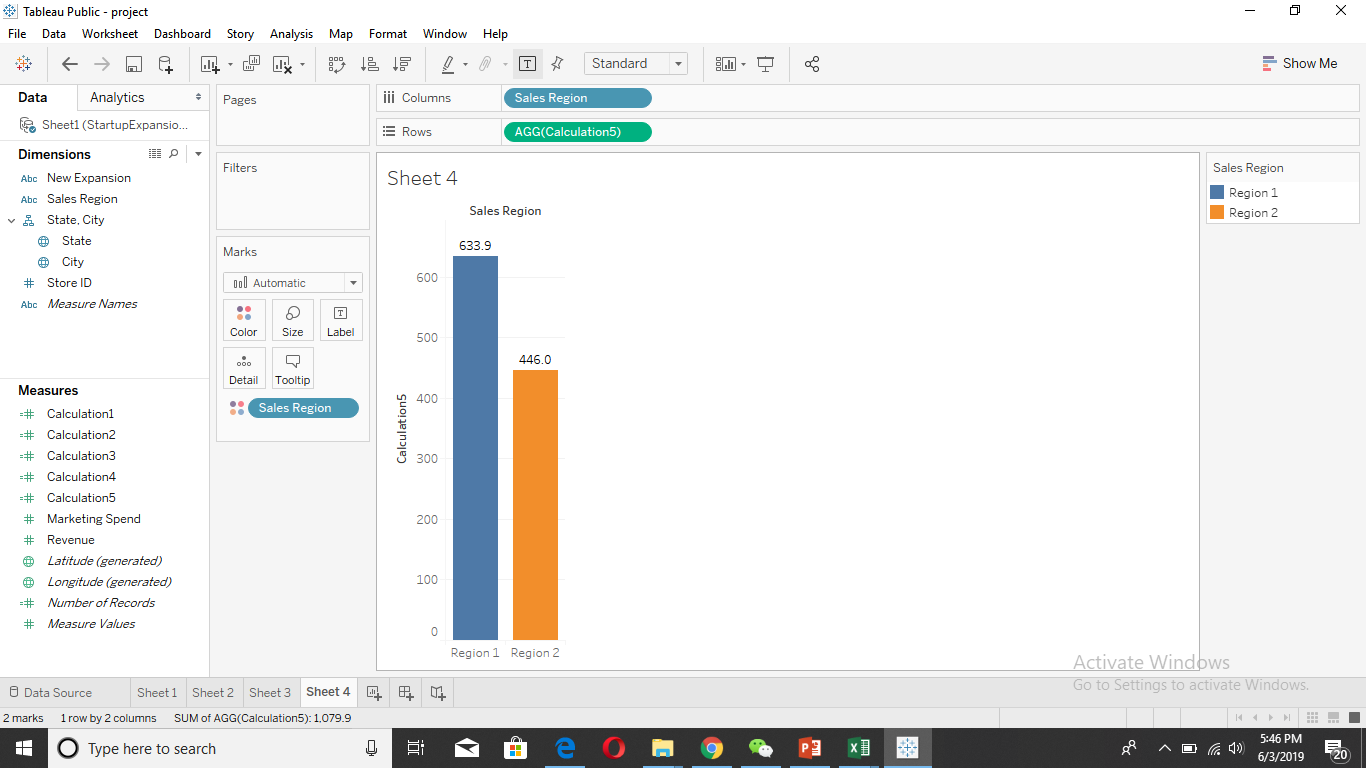 Tableau Public - project
File Data Worksheet Dashboard Story Analysis Map Format Window Help
Standard
Show Me
Data Analytics
Sheet1 (StartupExpansio...
Dimensions
Abc New Expansion
Abc Sales Region
State, City
State
City
# Store ID
Abc Measure Names
Measures
=# Calculation1
=# Calculation2
=# Calculation3
=# Calculation4
=# Calculation5
# Marketing Spend
# Revenue
Latitude (generated)
Longitude (generated)
=# Number of Records
# Measure Values
Pages
Filters
Marks
Automatic
Color Size Label
Detail Tooltip
Sales Region
Columns Sales Region
Rows AGG(Calculation5)
Sheet 4
Sales Region
633.9
446.0
600
500
400
300
200
100
0
Calculation5
Region 1 Region 2
Sales Region
Region 1
Region 2
Activate Windows
Go to Settings to activate Windows.
Data Source Sheet 1 Sheet 2 Sheet 3 Sheet 4
2 marks 1 row by 2 columns SUM of AGG(Calculation5): 1,079.9
Type here to search
5:46 PM
6/3/2019
20